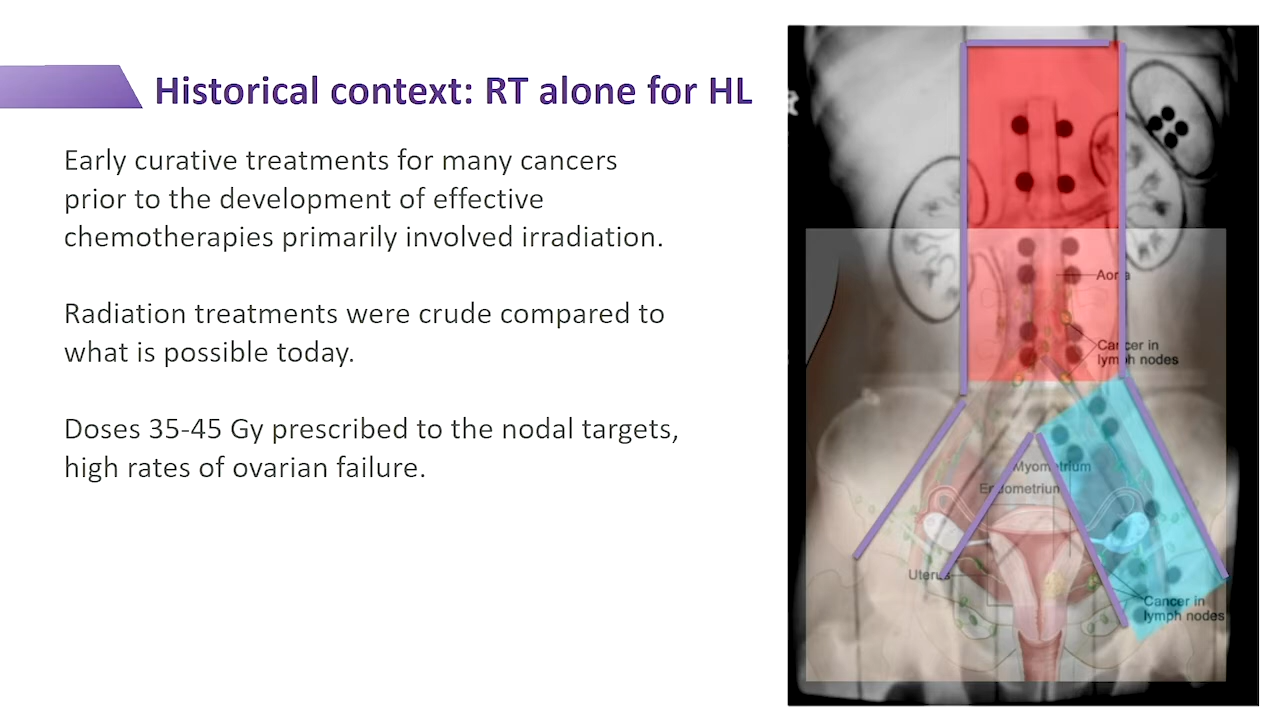 Historical context: RT alone for HL
Early curative treatments for many cancers
prior to the development of effective
chemotherapies primarily involved irradiation.
Radiation treatments were crude compared to
what is possible today.
Doses 35-45 Gy prescribed to the nodal targets,
high rates of ovarian failure.
Aorta
Cancer in
lymph nodes
Myometrium
Endometrium
Uterus
Cancer in
lymph nodes